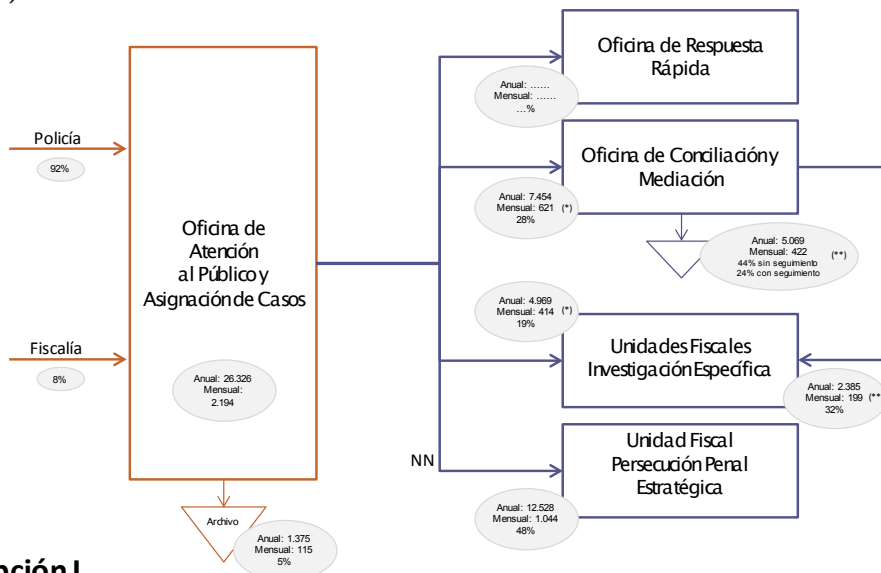 Policía
92%
Fiscalía
8%
Oficina de
Atención
al Público y
Asignación de Casos
Anual: 26.326
Mensual:
2.194
Archivo
Anual: 1.375
Mensual: 115
5%
Oficina de Respuesta
Rápida
Anual: ……
Mensual: ……
…%
Oficina de Conciliación y
Mediación
Anual: 7.454
Mensual: 621 (*)
28%
Anual: 5.069
Mensual: 422 (**)
44% sin seguimiento
24% con seguimiento
Anual: 4.969
Mensual: 414 (*)
19%
Unidades Fiscales
Investigación Específica
Anual: 2.385
Mensual: 199 (**
32%
NN
Unidad Fiscal
Persecución Penal
Estratégica
Anual: 12.528
Mensual: 1.044
48%